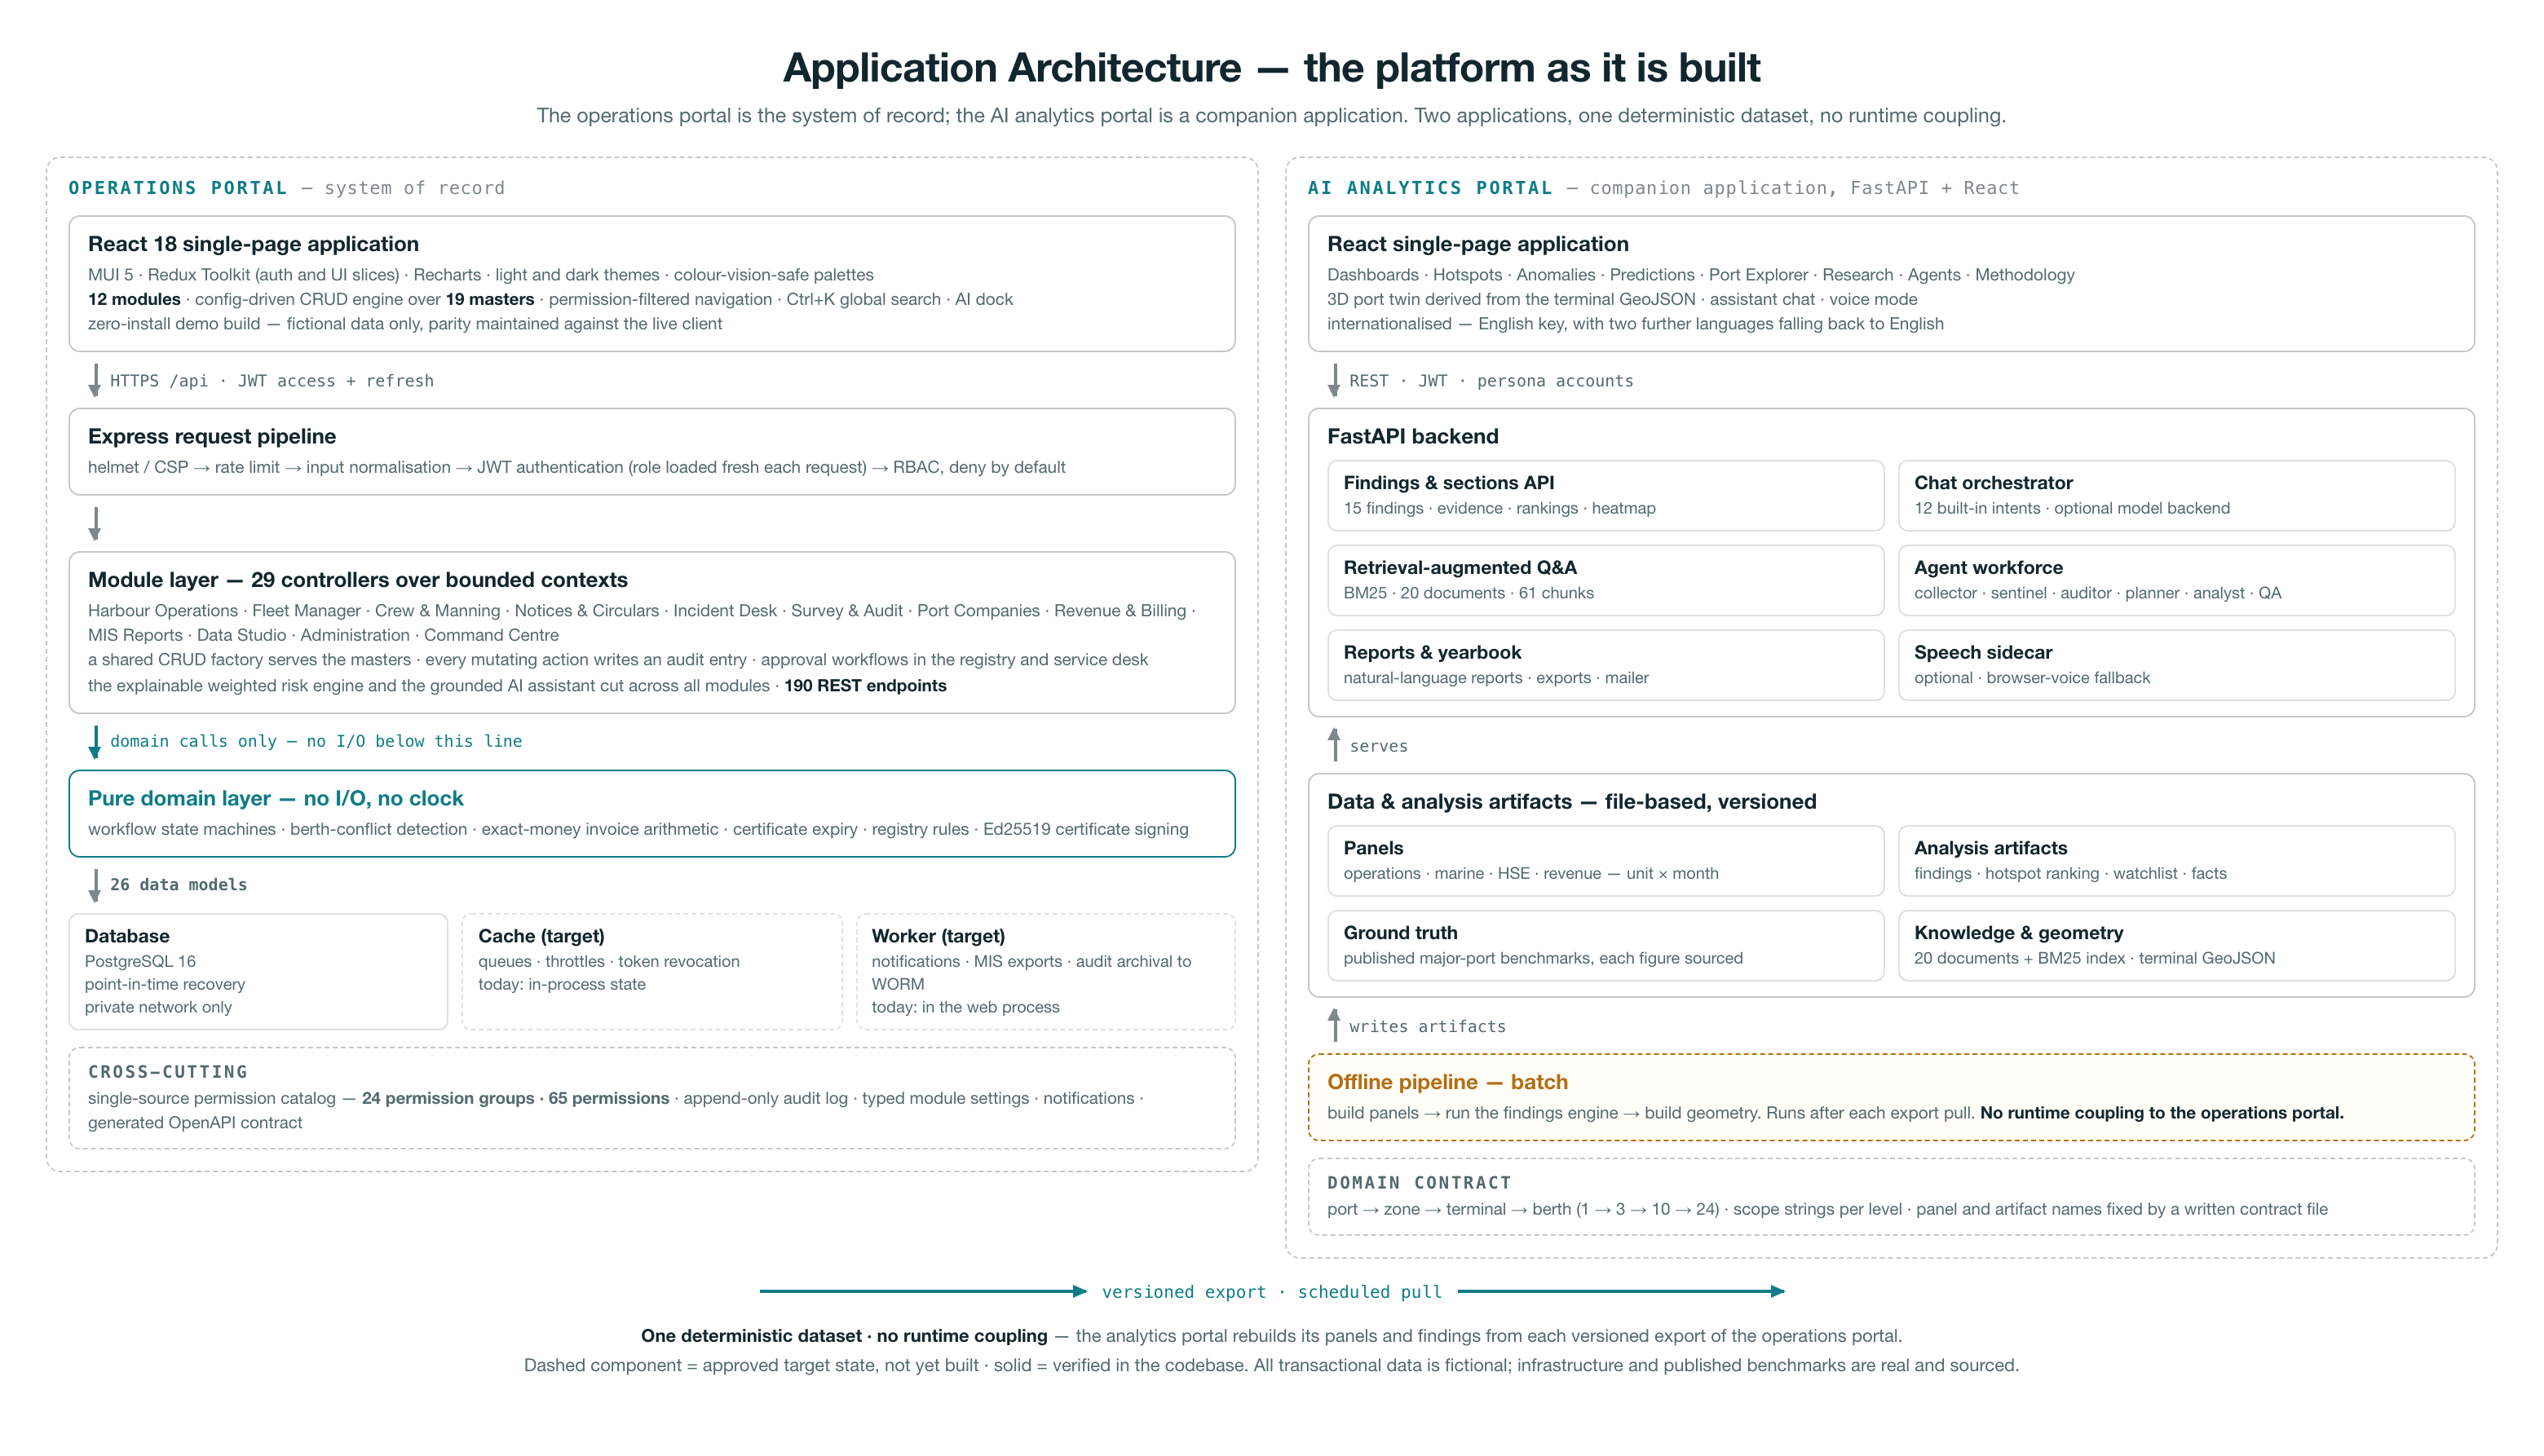 Application Architecture — the platform as it is built
The operations portal is the system of record; the AI analytics portal is a companion application. Two applications, one deterministic dataset, no runtime coupling.
OPERATIONS PORTAL — system of record
React 18 single-page application
MUI 5 · Redux Toolkit (auth and UI slices) · Recharts · light and dark themes · colour-vision-safe palettes
12 modules · config-driven CRUD engine over 19 masters · permission-filtered navigation · Ctrl+K global search · AI dock
zero-install demo build — fictional data only, parity maintained against the live client
HTTPS /api · JWT access + refresh
Express request pipeline
helmet / CSP → rate limit → input normalisation → JWT authentication (role loaded fresh each request) → RBAC, deny by default
Module layer — 29 controllers over bounded contexts
Harbour Operations · Fleet Manager · Crew & Manning · Notices & Circulars · Incident Desk · Survey & Audit · Port Companies · Revenue & Billing ·
MIS Reports · Data Studio · Administration · Command Centre
a shared CRUD factory serves the masters · every mutating action writes an audit entry · approval workflows in the registry and service desk
the explainable weighted risk engine and the grounded AI assistant cut across all modules · 190 REST endpoints
domain calls only — no I/O below this line
Pure domain layer — no I/O, no clock
workflow state machines · berth-conflict detection · exact-money invoice arithmetic · certificate expiry · registry rules · Ed25519 certificate signing
26 data models
Database
PostgreSQL 16
point-in-time recovery
private network only
Cache (target)
queues · throttles · token revocation
today: in-process state
Worker (target)
notifications · MIS exports · audit archival to
WORM
today: in the web process
CROSS-CUTTING
single-source permission catalog — 24 permission groups · 65 permissions · append-only audit log · typed module settings · notifications ·
generated OpenAPI contract
AI ANALYTICS PORTAL — companion application, FastAPI + React
React single-page application
Dashboards · Hotspots · Anomalies · Predictions · Port Explorer · Research · Agents · Methodology
3D port twin derived from the terminal GeoJSON · assistant chat · voice mode
internationalised — English key, with two further languages falling back to English
REST · JWT · persona accounts
FastAPI backend
Findings & sections API
15 findings · evidence · rankings · heatmap
Chat orchestrator
12 built-in intents · optional model backend
Retrieval-augmented Q&A
BM25 · 20 documents · 61 chunks
Agent workforce
collector · sentinel · auditor · planner · analyst · QA
Reports & yearbook
natural-language reports · exports · mailer
Speech sidecar
optional · browser-voice fallback
serves
Data & analysis artifacts — file-based, versioned
Panels
operations · marine · HSE · revenue — unit × month
Analysis artifacts
findings · hotspot ranking · watchlist · facts
Ground truth
published major-port benchmarks, each figure sourced
Knowledge & geometry
20 documents + BM25 index · terminal GeoJSON
writes artifacts
Offline pipeline — batch
build panels → run the findings engine → build geometry. Runs after each export pull. No runtime coupling to the operations portal.
DOMAIN CONTRACT
port → zone → terminal → berth (1 → 3 → 10 → 24) · scope strings per level · panel and artifact names fixed by a written contract file
versioned export · scheduled pull
One deterministic dataset · no runtime coupling — the analytics portal rebuilds its panels and findings from each versioned export of the operations portal.
Dashed component = approved target state, not yet built · solid = verified in the codebase. All transactional data is fictional; infrastructure and published benchmarks are real and sourced.